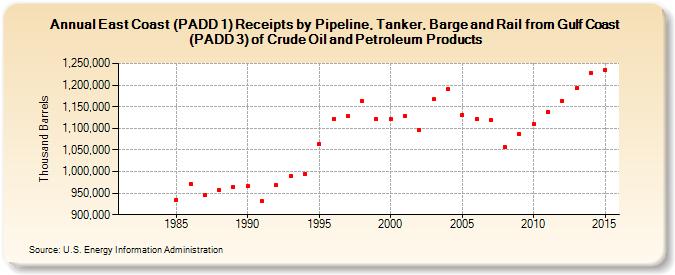 Annual East Coast (PADD 1) Receipts by Pipeline, Tanker, Barge and Rail from Gulf Coast
(PADD 3) of Crude Oil and Petroleum Products
Thousand Barrels
1,250,000
1,200,000
1,150,000
1,100,000
1,050,000
1,000,000
950,000
900,000
1985 1990 1995 2000 2005 2010 2015
Source: U.S. Energy Information Administration